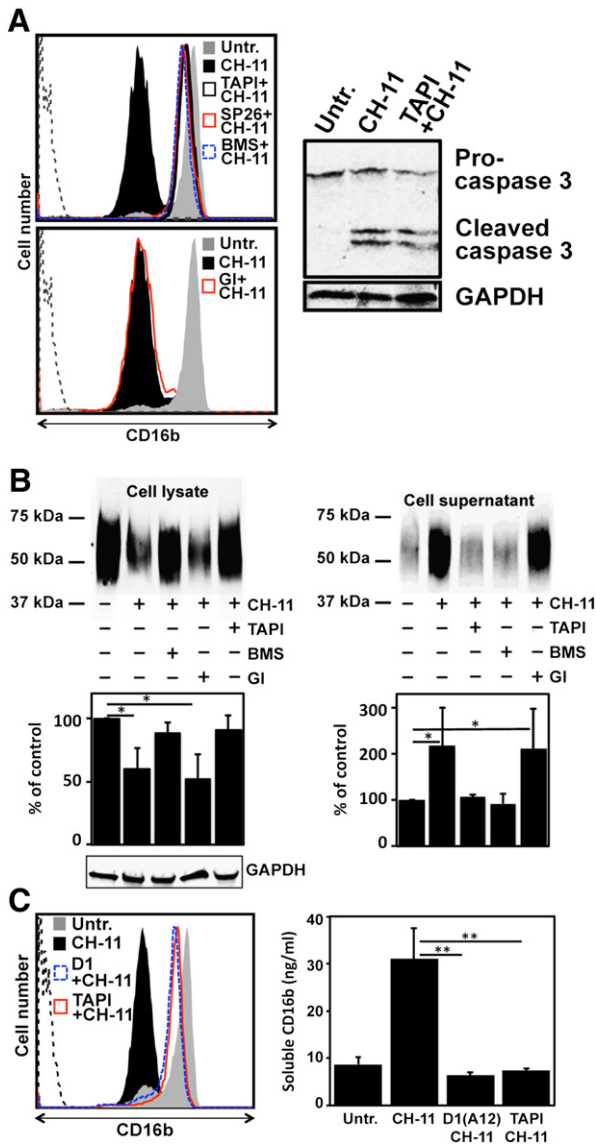 A
Untr.
CH-11
TAPI+
CH-11
SP26+
CH-11
BMS+
CH-11
Cell number
Untr.
CH-11
GI+
CH-11
CD16b
Untr.
CH-11
TAPI
+CH-11
Pro-
caspase 3
Cleaved
caspase 3
GAPDH
B
Cell lysate
75 kDa
50 kDa
37 kDa
– + + + + CH-11
– – – – + TAPI
– – + – – BMS
– – – + – GI
% of control
100
50
0
*
*
GAPDH
Cell supernatant
75 kDa
50 kDa
37 kDa
– + + + + CH-11
– – + – – TAPI
– – – + – BMS
– – – – + GI
% of control
300
200
100
0
*
*
C
Untr.
CH-11
D1
+CH-11
TAPI
+CH-11
Cell number
CD16b
Soluble CD16b (ng/ml)
40
30
20
10
0
**
**
Untr. CH-11 D1(A12) TAPI
CH-11 CH-11